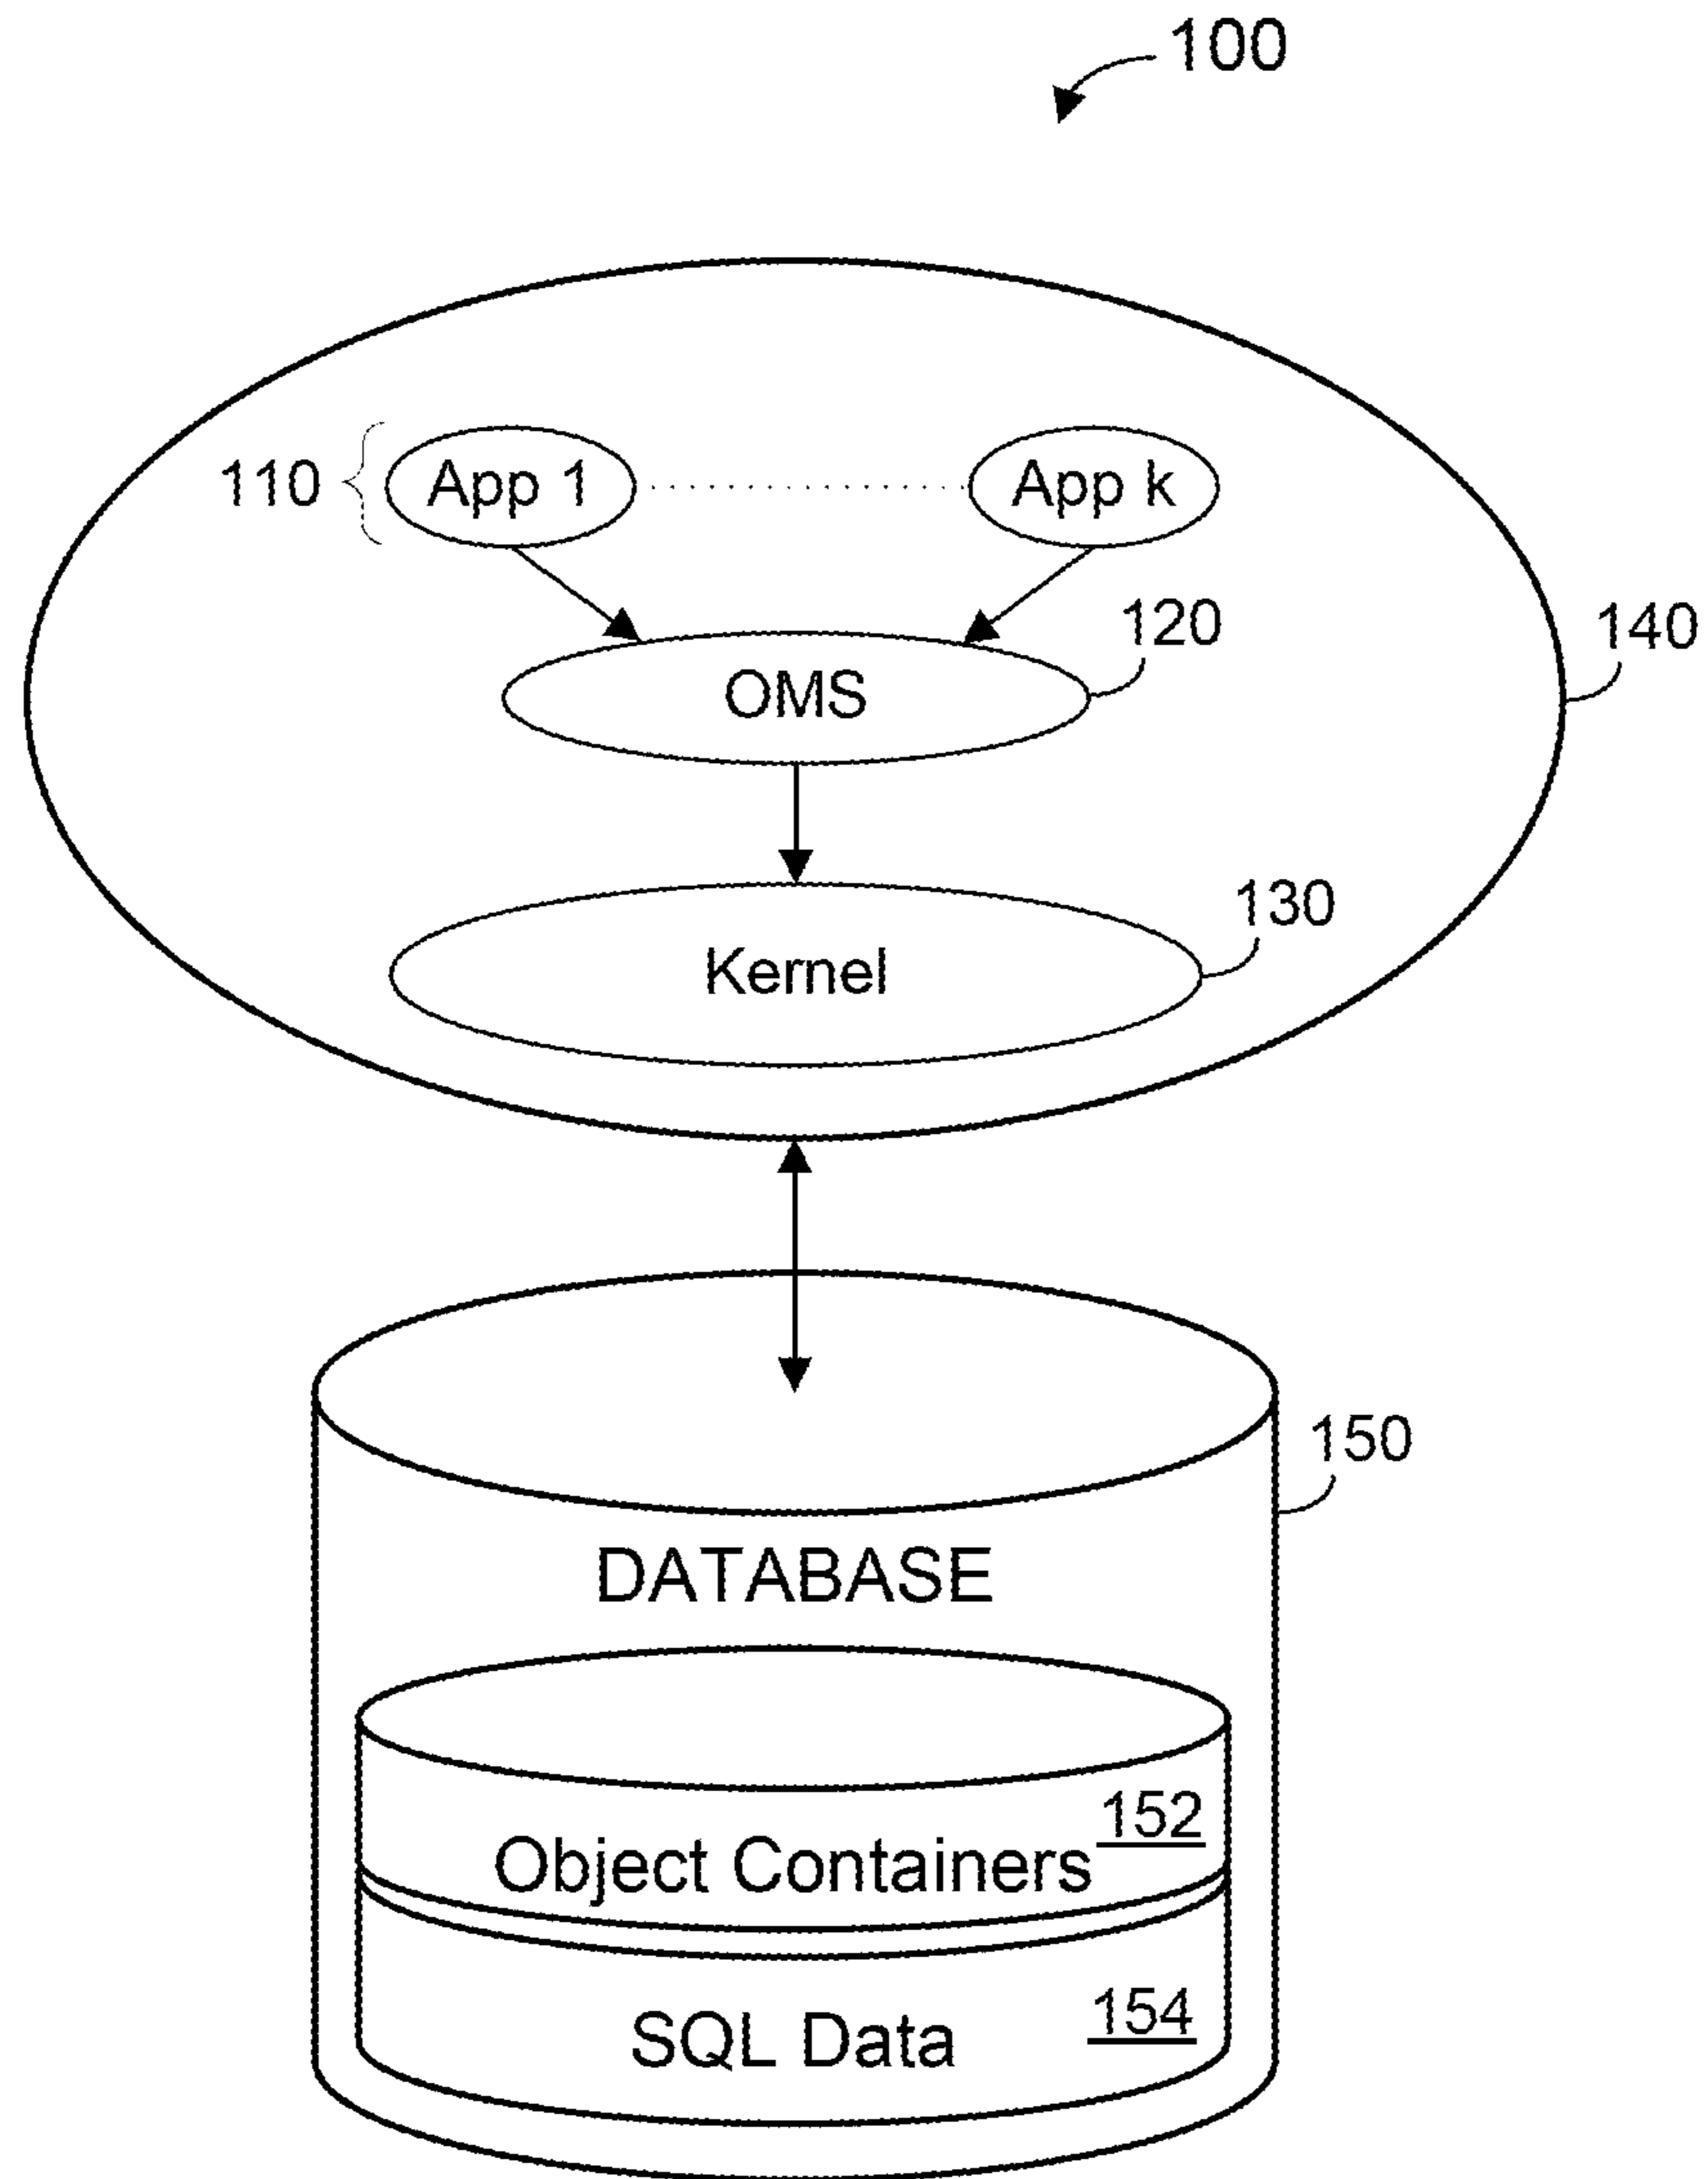 100
110
App 1
App k
120
140
OMS
130
Kernel
150
DATABASE
152
Object Containers
154
SQL Data